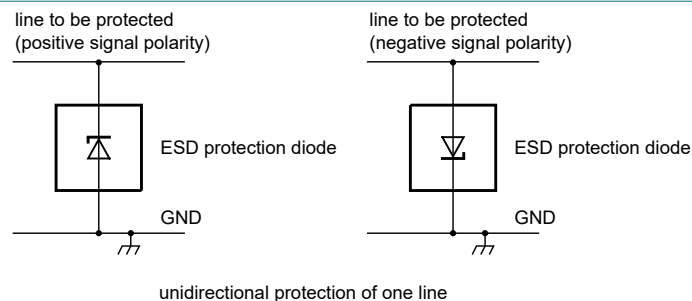 line to be protected
(positive signal polarity)
ESD protection diode
GND
line to be protected
(negative signal polarity)
ESD protection diode
GND
unidirectional protection of one line